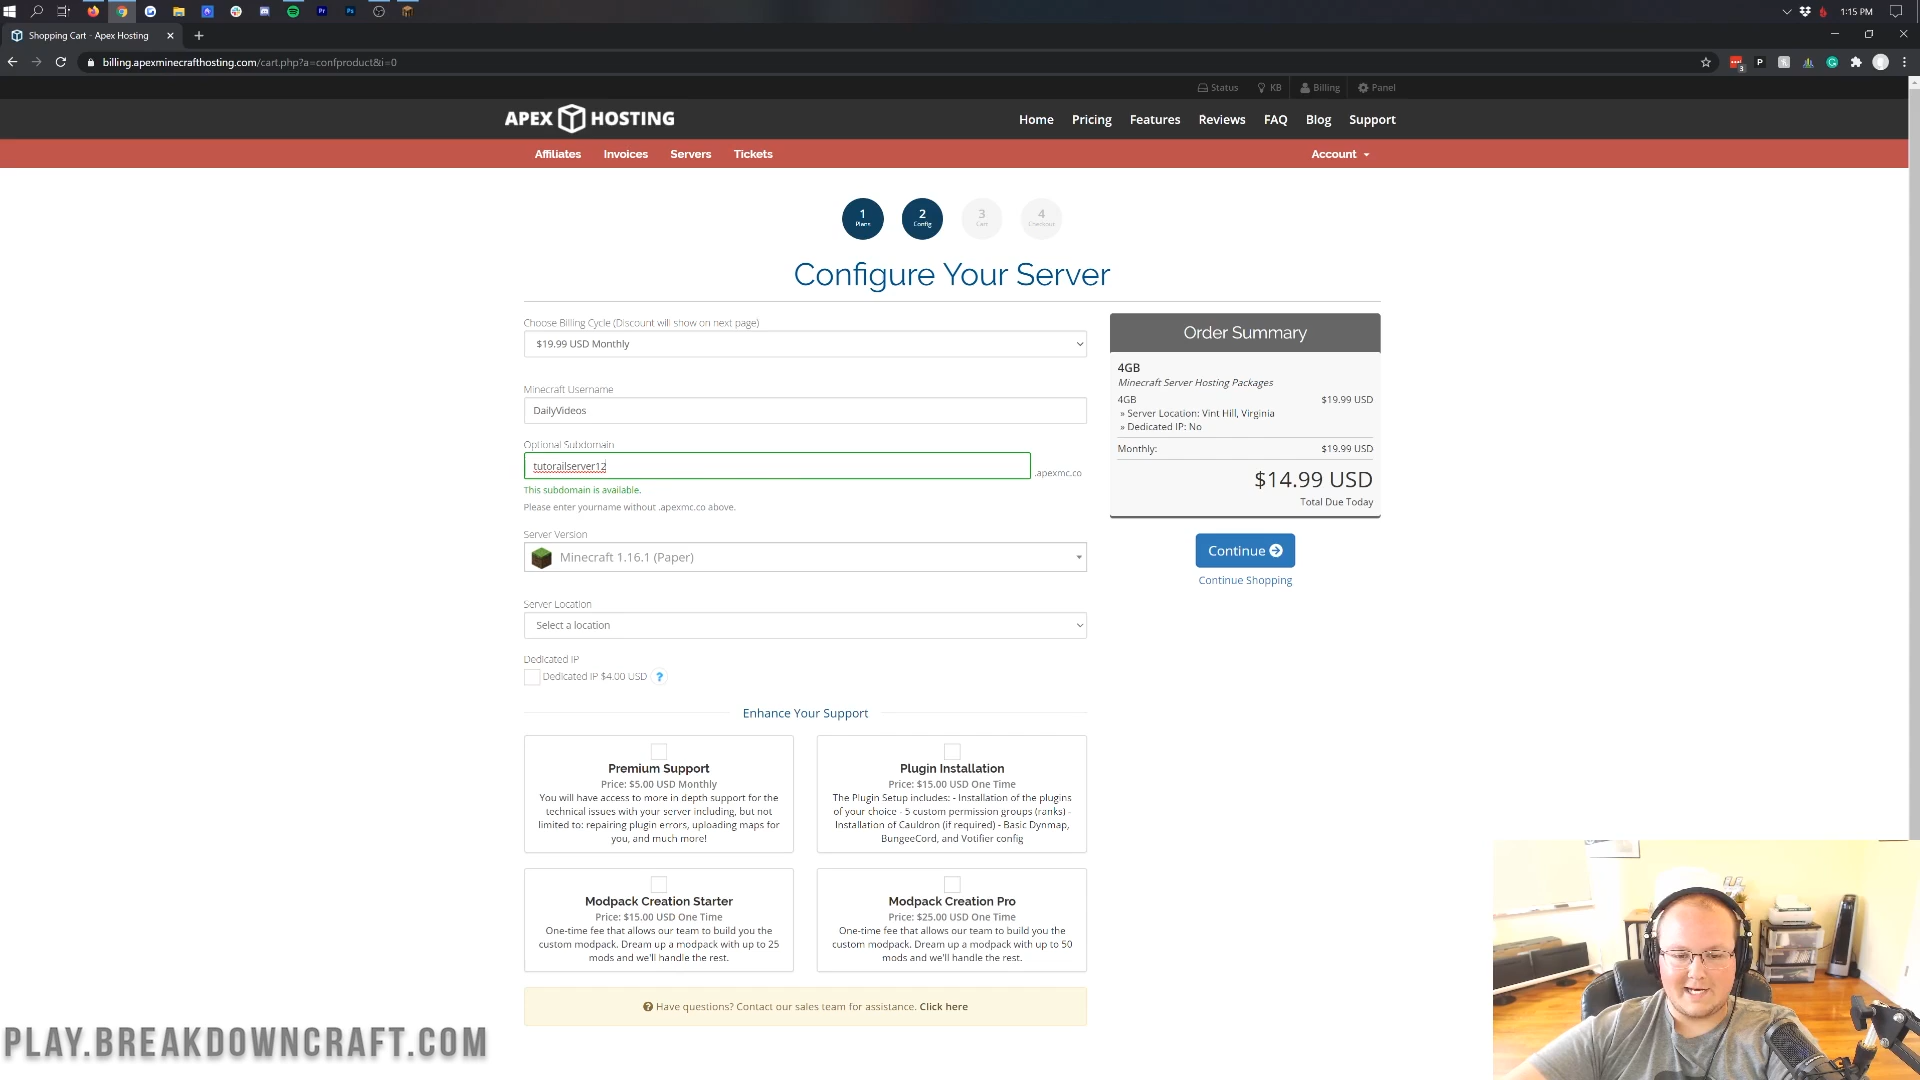 1:15 PM
Shopping Cart - Apex Hosting
billing.apexminecrafthosting.com/cart.php?a=confproduct&i=0
Status KB Billing Panel
APEX HOSTING
Home Pricing Features Reviews FAQ Blog Support
Affiliates Invoices Servers Tickets Account
1 2 3 4
Plans Config Cart Checkout
Configure Your Server
Choose Billing Cycle (Discount will show on next page)
$19.99 USD Monthly
Minecraft Username
DailyVideos
Optional Subdomain
tutorailserver12
.apexmc.co
This subdomain is available.
Please enter yourname without .apexmc.co above.
Server Version
Minecraft 1.16.1 (Paper)
Server Location
Select a location
Dedicated IP
Dedicated IP $4.00 USD ?
Order Summary
4GB
Minecraft Server Hosting Packages
4GB $19.99 USD
» Server Location: Vint Hill, Virginia
» Dedicated IP: No
Monthly: $19.99 USD
$14.99 USD
Total Due Today
Continue
Continue Shopping
Enhance Your Support
Premium Support
Price: $5.00 USD Monthly
You will have access to more in depth support for the
technical issues with your server including, but not
limited to: repairing plugin errors, uploading maps for
you, and much more!
Plugin Installation
Price: $15.00 USD One Time
The Plugin Setup includes: - Installation of the plugins
of your choice - 5 custom permission groups (ranks) -
Installation of Cauldron (if required) - Basic Dynmap,
BungeeCord, and Votifier config
Modpack Creation Starter
Price: $15.00 USD One Time
One-time fee that allows our team to build you the
custom modpack. Dream up a modpack with up to 25
mods and we'll handle the rest.
Modpack Creation Pro
Price: $25.00 USD One Time
One-time fee that allows our team to build you the
custom modpack. Dream up a modpack with up to 50
mods and we'll handle the rest.
Have questions? Contact our sales team for assistance. Click here
PLAY.BREAKDOWNCRAFT.COM